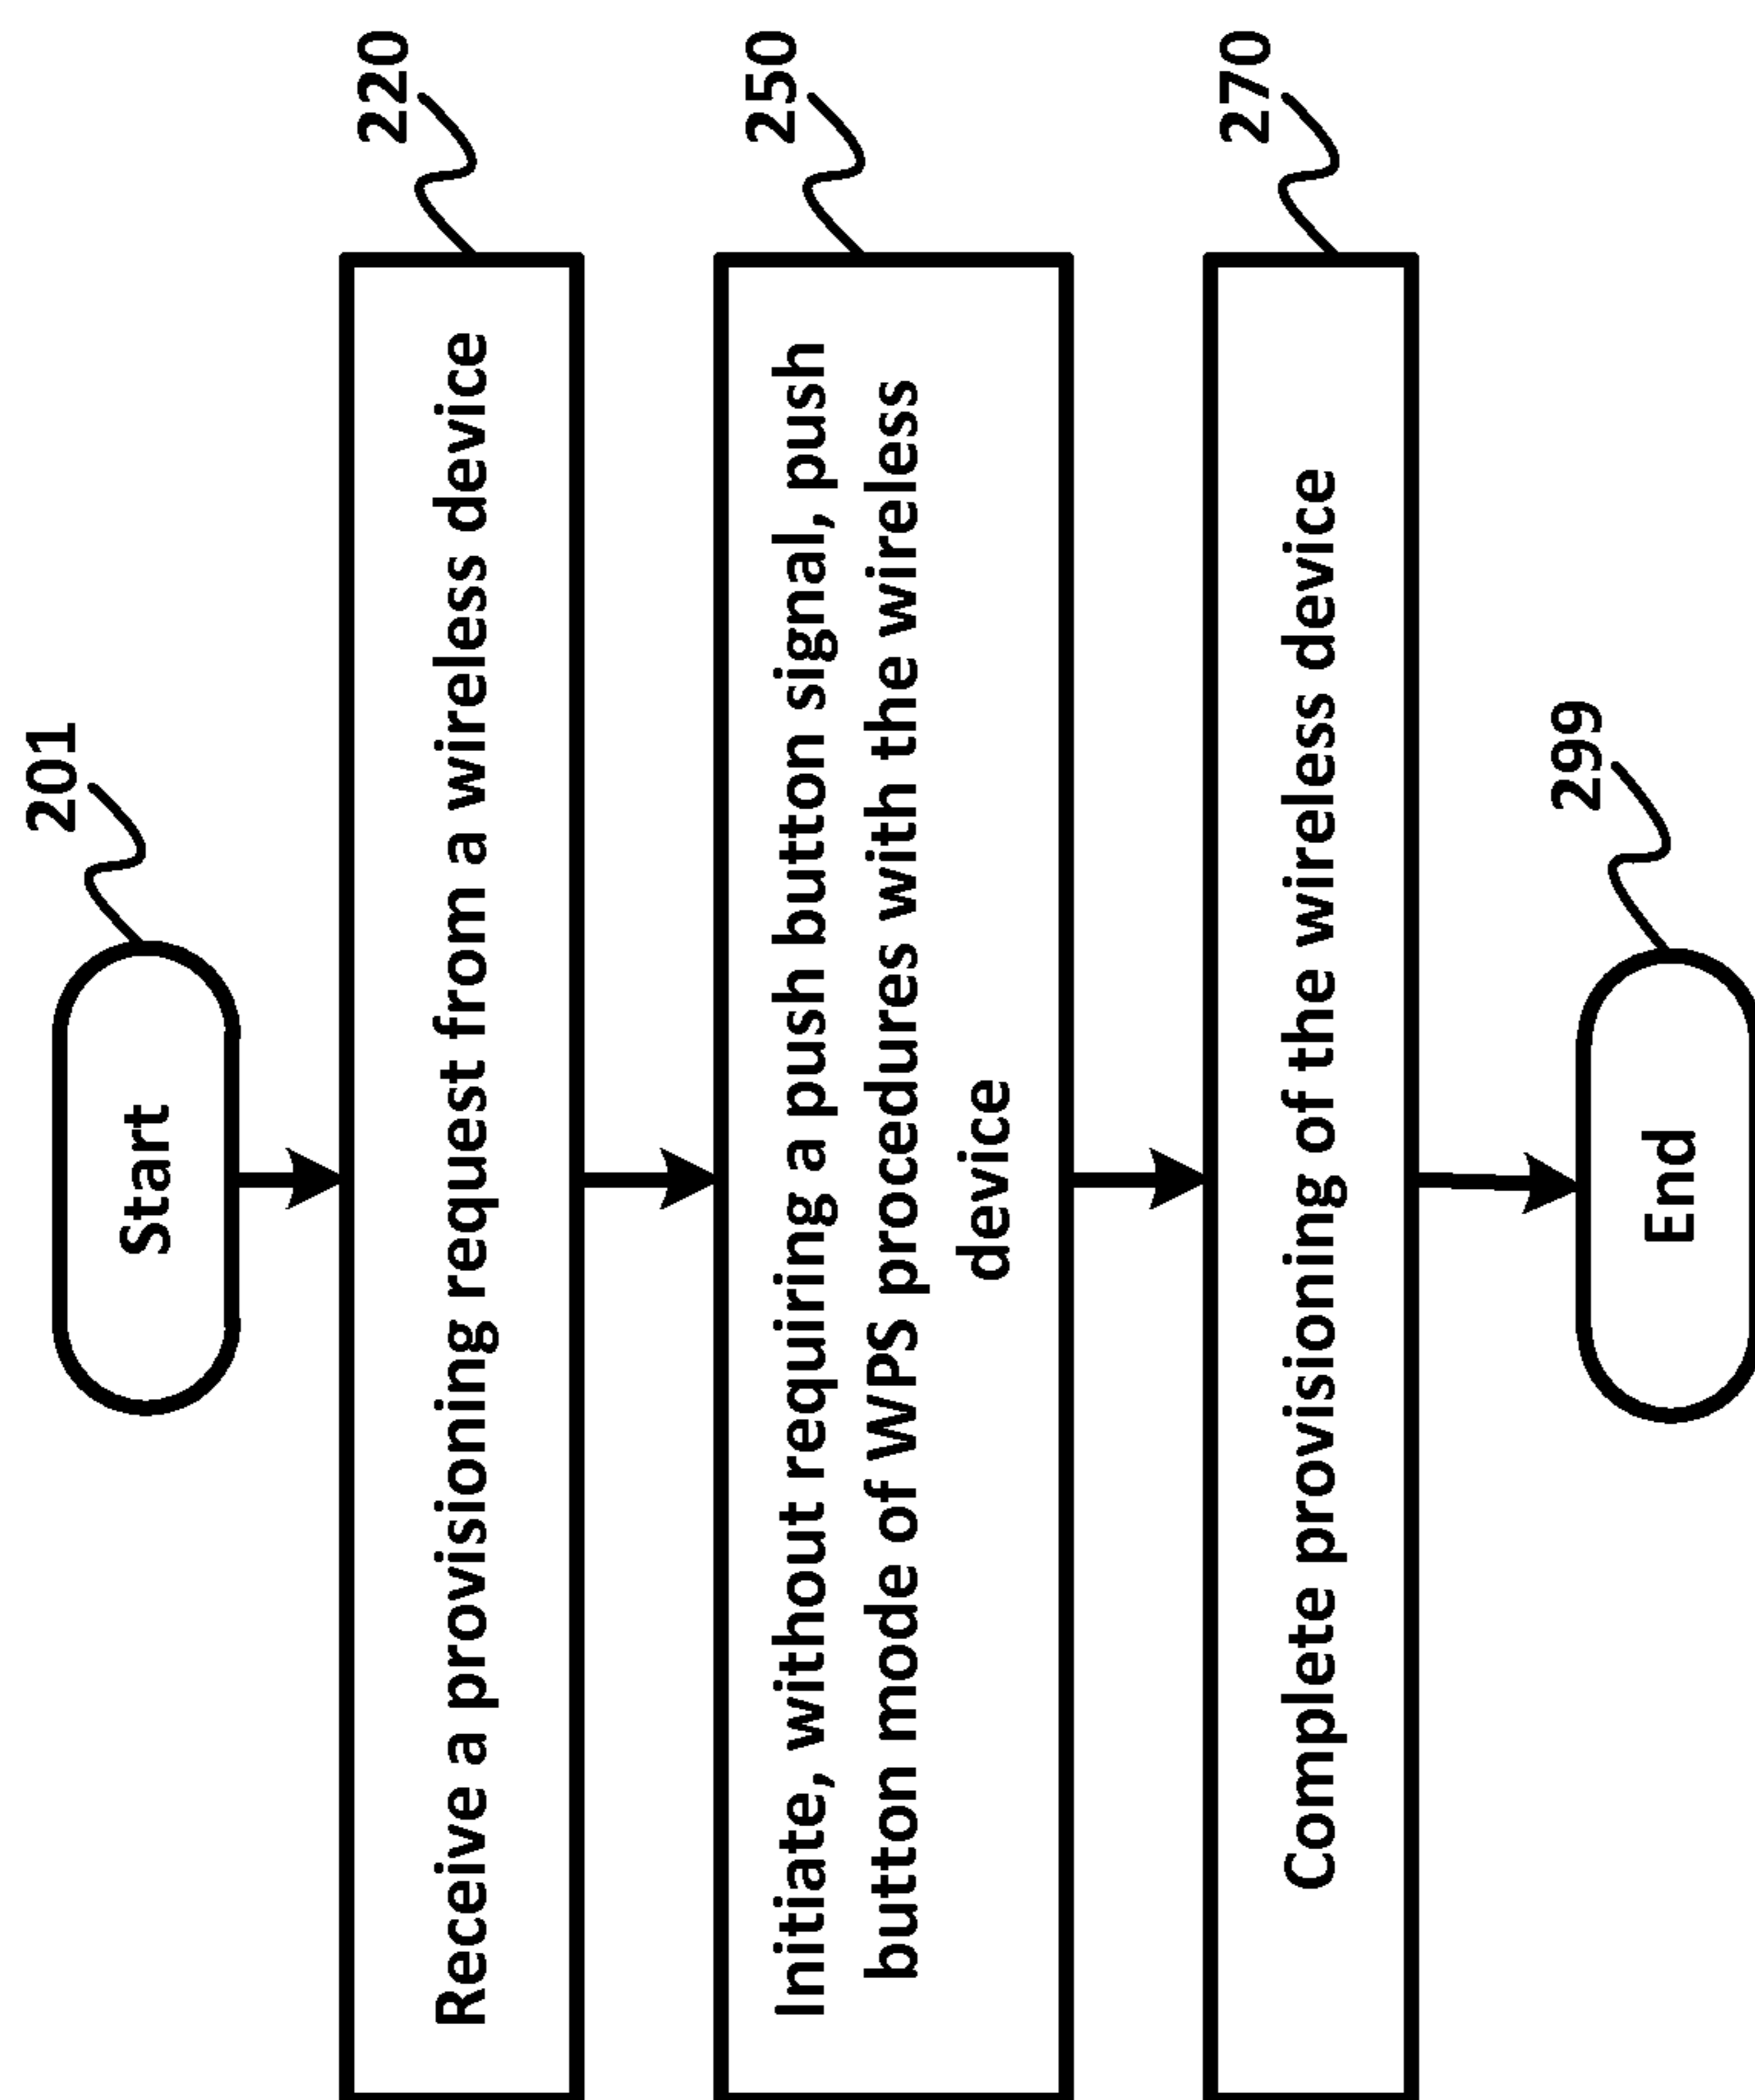 201
Start
220
Receive a provisioning request from a wireless device
250
Initiate, without requiring a push button signal, push
button mode of WPS procedures with the wireless
device
270
Complete provisioning of the wireless device
299
End